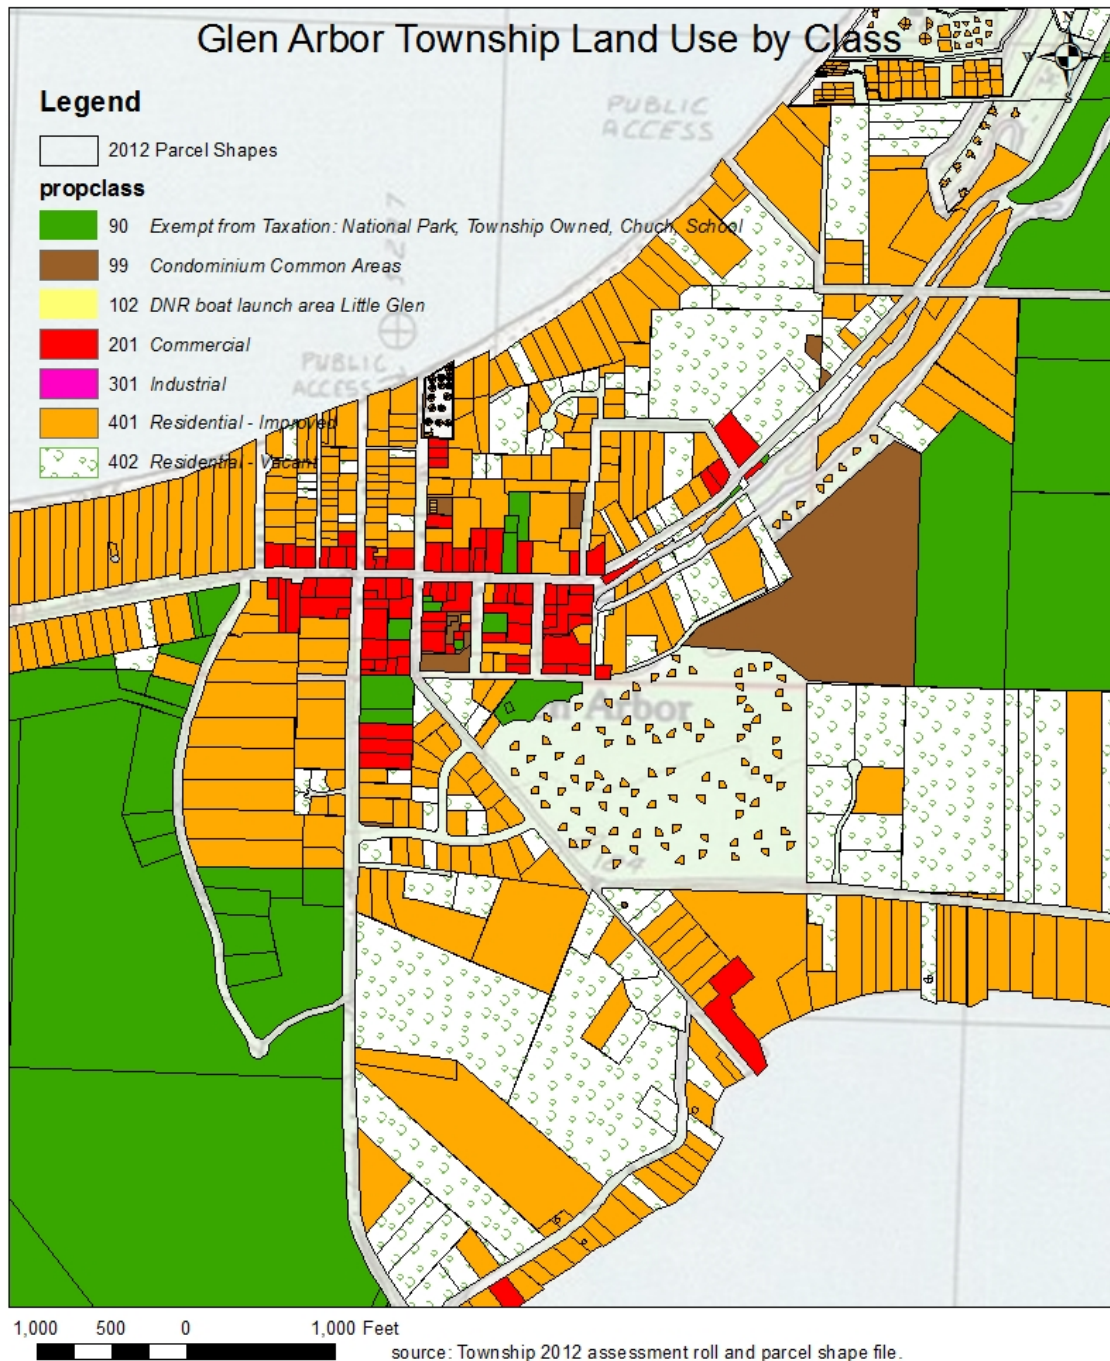 Glen Arbor Township Land Use by Class
N
W
E
S
Legend
PUBLIC
ACCESS
2012 Parcel Shapes
propclass
90 Exempt from Taxation: National Park, Township Owned, Chuch, School
99 Condominium Common Areas
102 DNR boat launch area Little Glen
201 Commercial
PUBLIC
ACCESS
301 Industrial
401 Residential - Improved
402 Residential - Vacant
Arbor
1,000 500 0 1,000 Feet
source: Township 2012 assessment roll and parcel shape file.